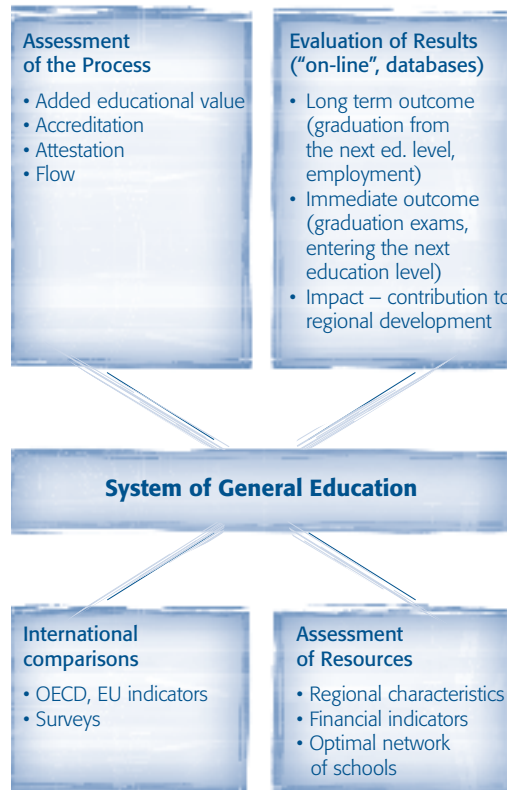 Assessment
of the Process
• Added educational value
• Accreditation
• Attestation
• Flow
Evaluation of Results
("on-line", databases)
• Long term outcome
(graduation from
the next ed. level,
employment)
• Immediate outcome
(graduation exams,
entering the next
education level)
• Impact – contribution to
regional development
System of General Education
International
comparisons
• OECD, EU indicators
• Surveys
Assessment
of Resources
• Regional characteristics
• Financial indicators
• Optimal network
of schools